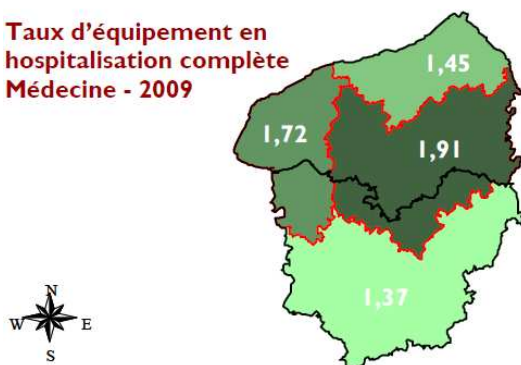 Taux d’équipement en
hospitalisation complète
Médecine - 2009
1,45
1,72
1,91
1,37
N
W E
S